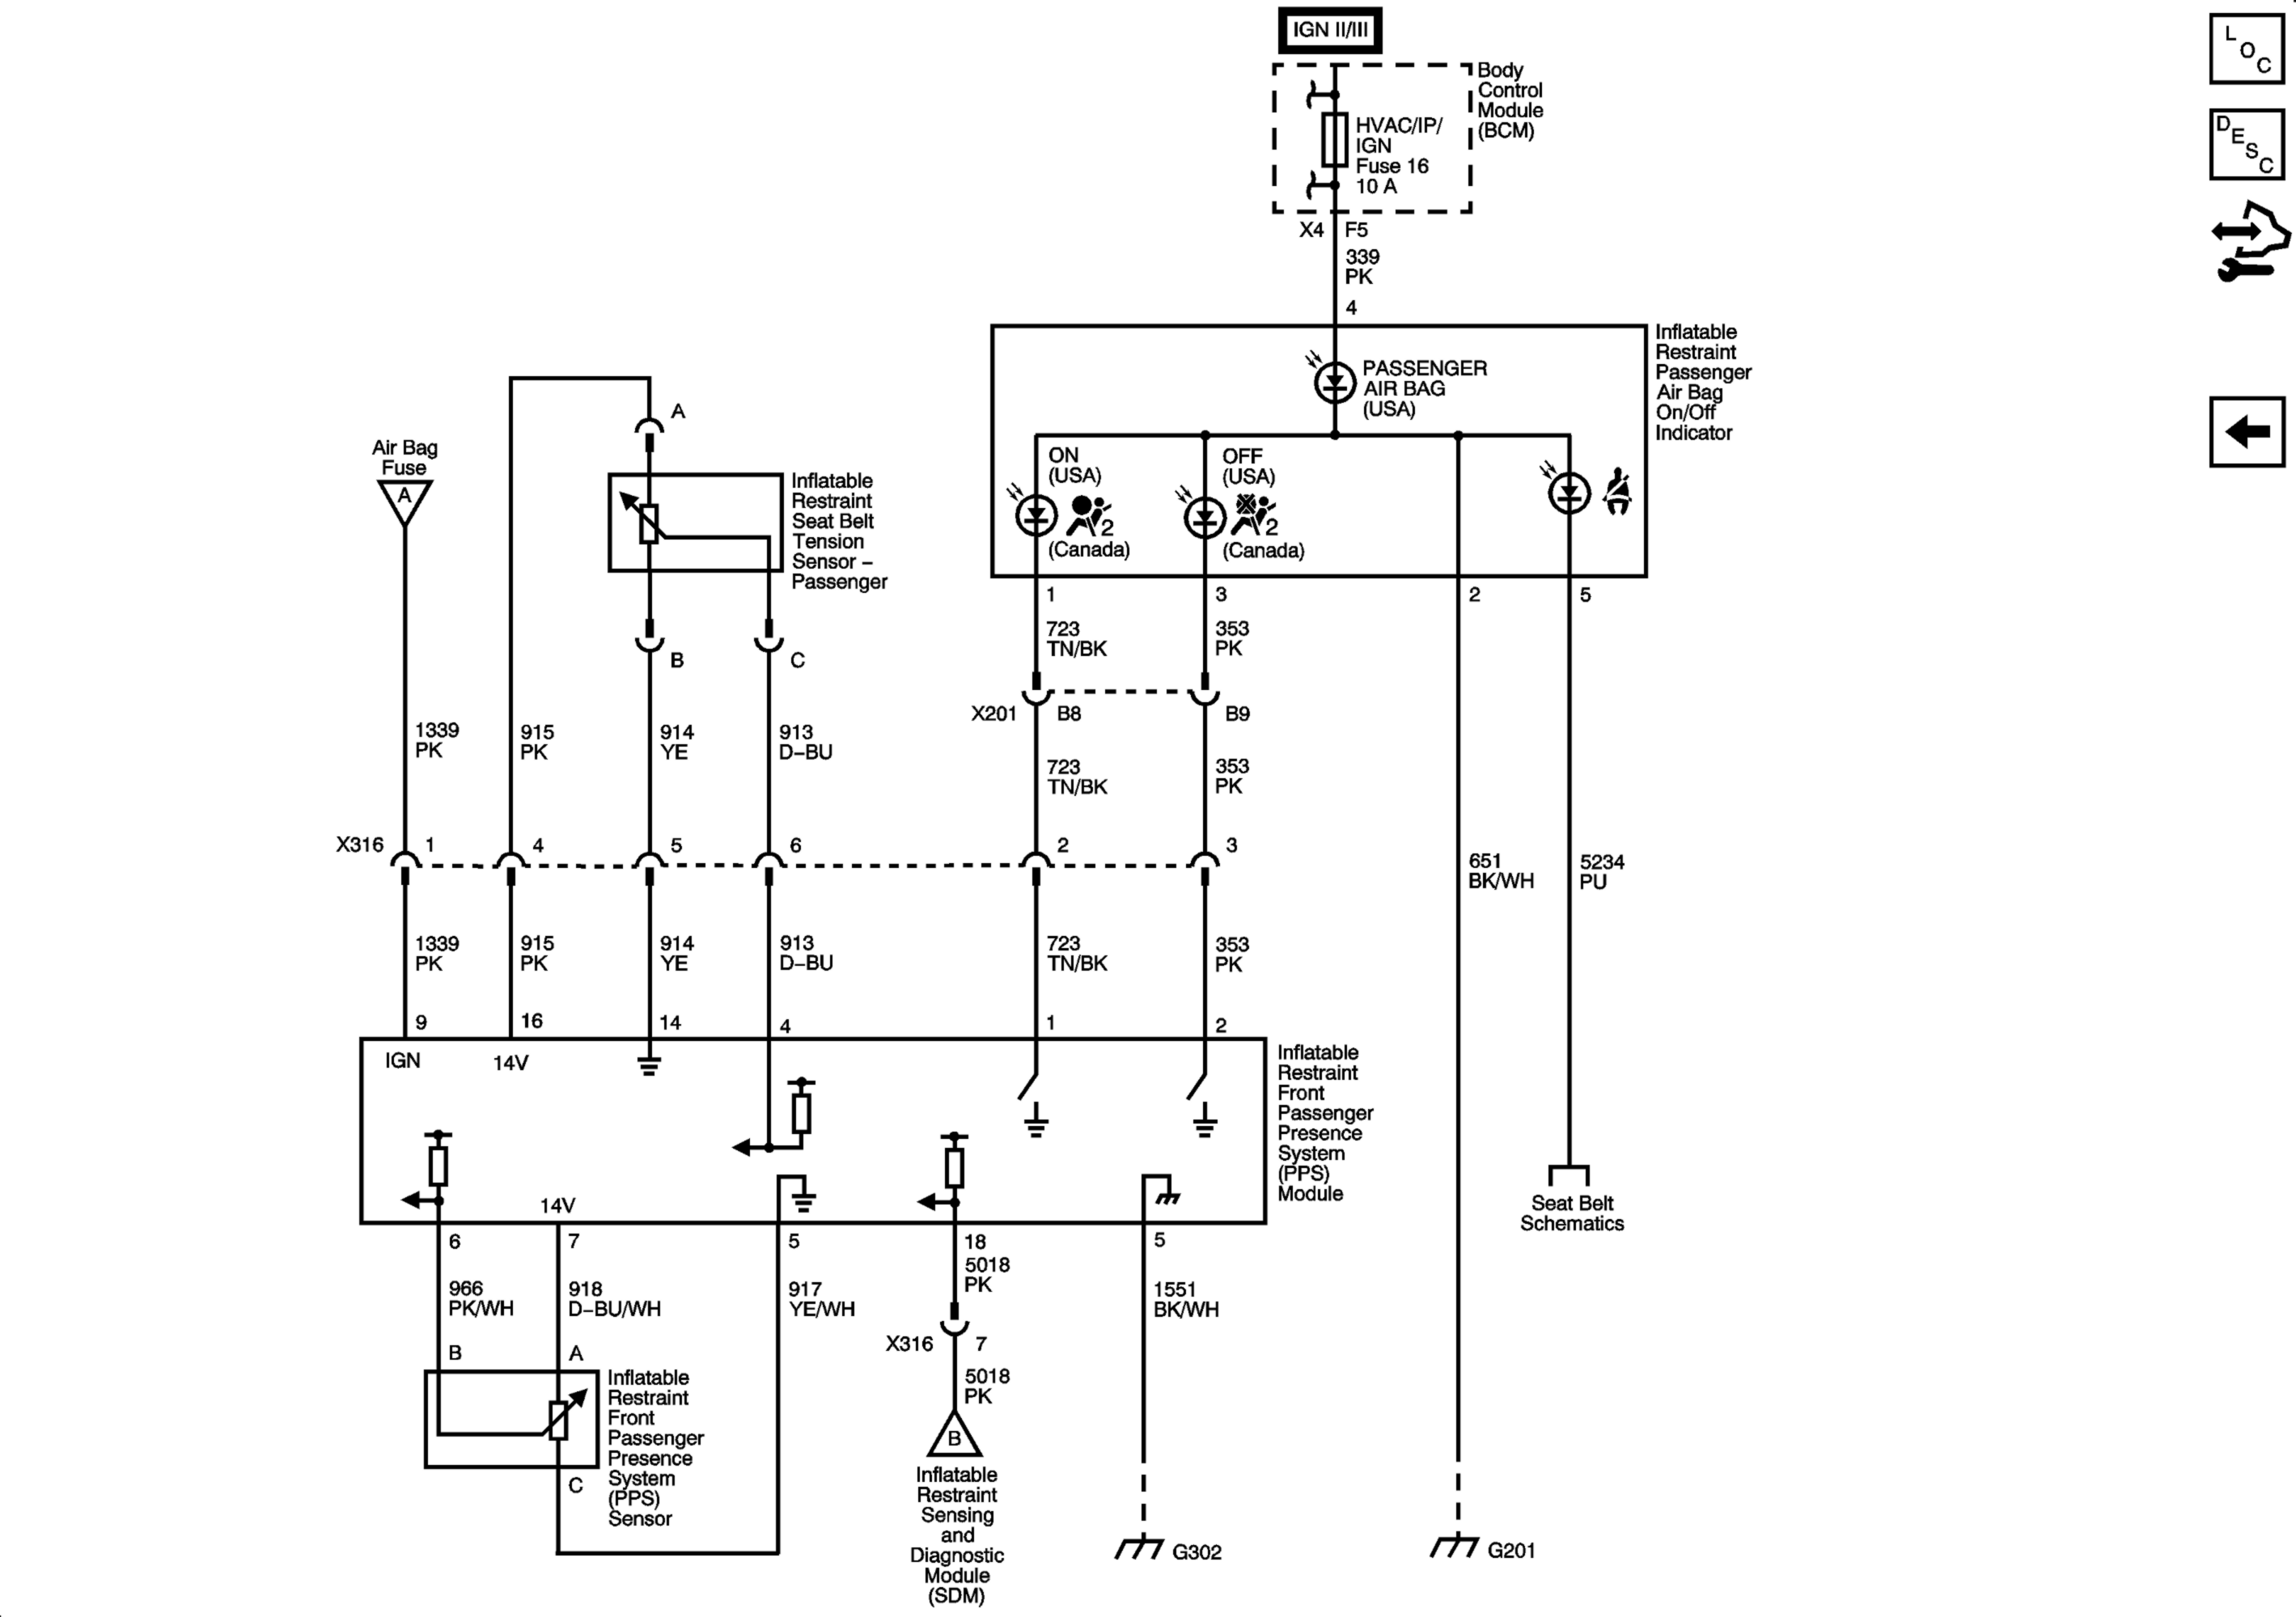 IGN II/III
Body
Control
Module
(BCM)
HVAC/IP/
IGN
Fuse 16
10 A
X4 F5
339
PK
4
L
O
C
D
E
S
C
Inflatable
Restraint
Passenger
Air Bag
On/Off
Indicator
PASSENGER
AIR BAG
(USA)
ON
(USA)
2
(Canada)
OFF
(USA)
2
(Canada)
A
Air Bag
Fuse
A
Inflatable
Restraint
Seat Belt
Tension
Sensor –
Passenger
B
C
1
3
2
5
723
TN/BK
353
PK
X201
B8
B9
1339
PK
915
PK
914
YE
913
D–BU
723
TN/BK
353
PK
X316
1
4
5
6
2
3
651
BK/WH
5234
PU
1339
PK
915
PK
914
YE
913
D–BU
723
TN/BK
353
PK
9
16
14
4
1
2
IGN
14V
Inflatable
Restraint
Front
Passenger
Presence
System
(PPS)
Module
14V
Seat Belt
Schematics
6
7
5
18
5
966
PK/WH
918
D–BU/WH
917
YE/WH
5018
PK
1551
BK/WH
X316
7
5018
PK
B
A
C
Inflatable
Restraint
Front
Passenger
Presence
System
(PPS)
Sensor
B
Inflatable
Restraint
Sensing
and
Diagnostic
Module
(SDM)
G302
G201